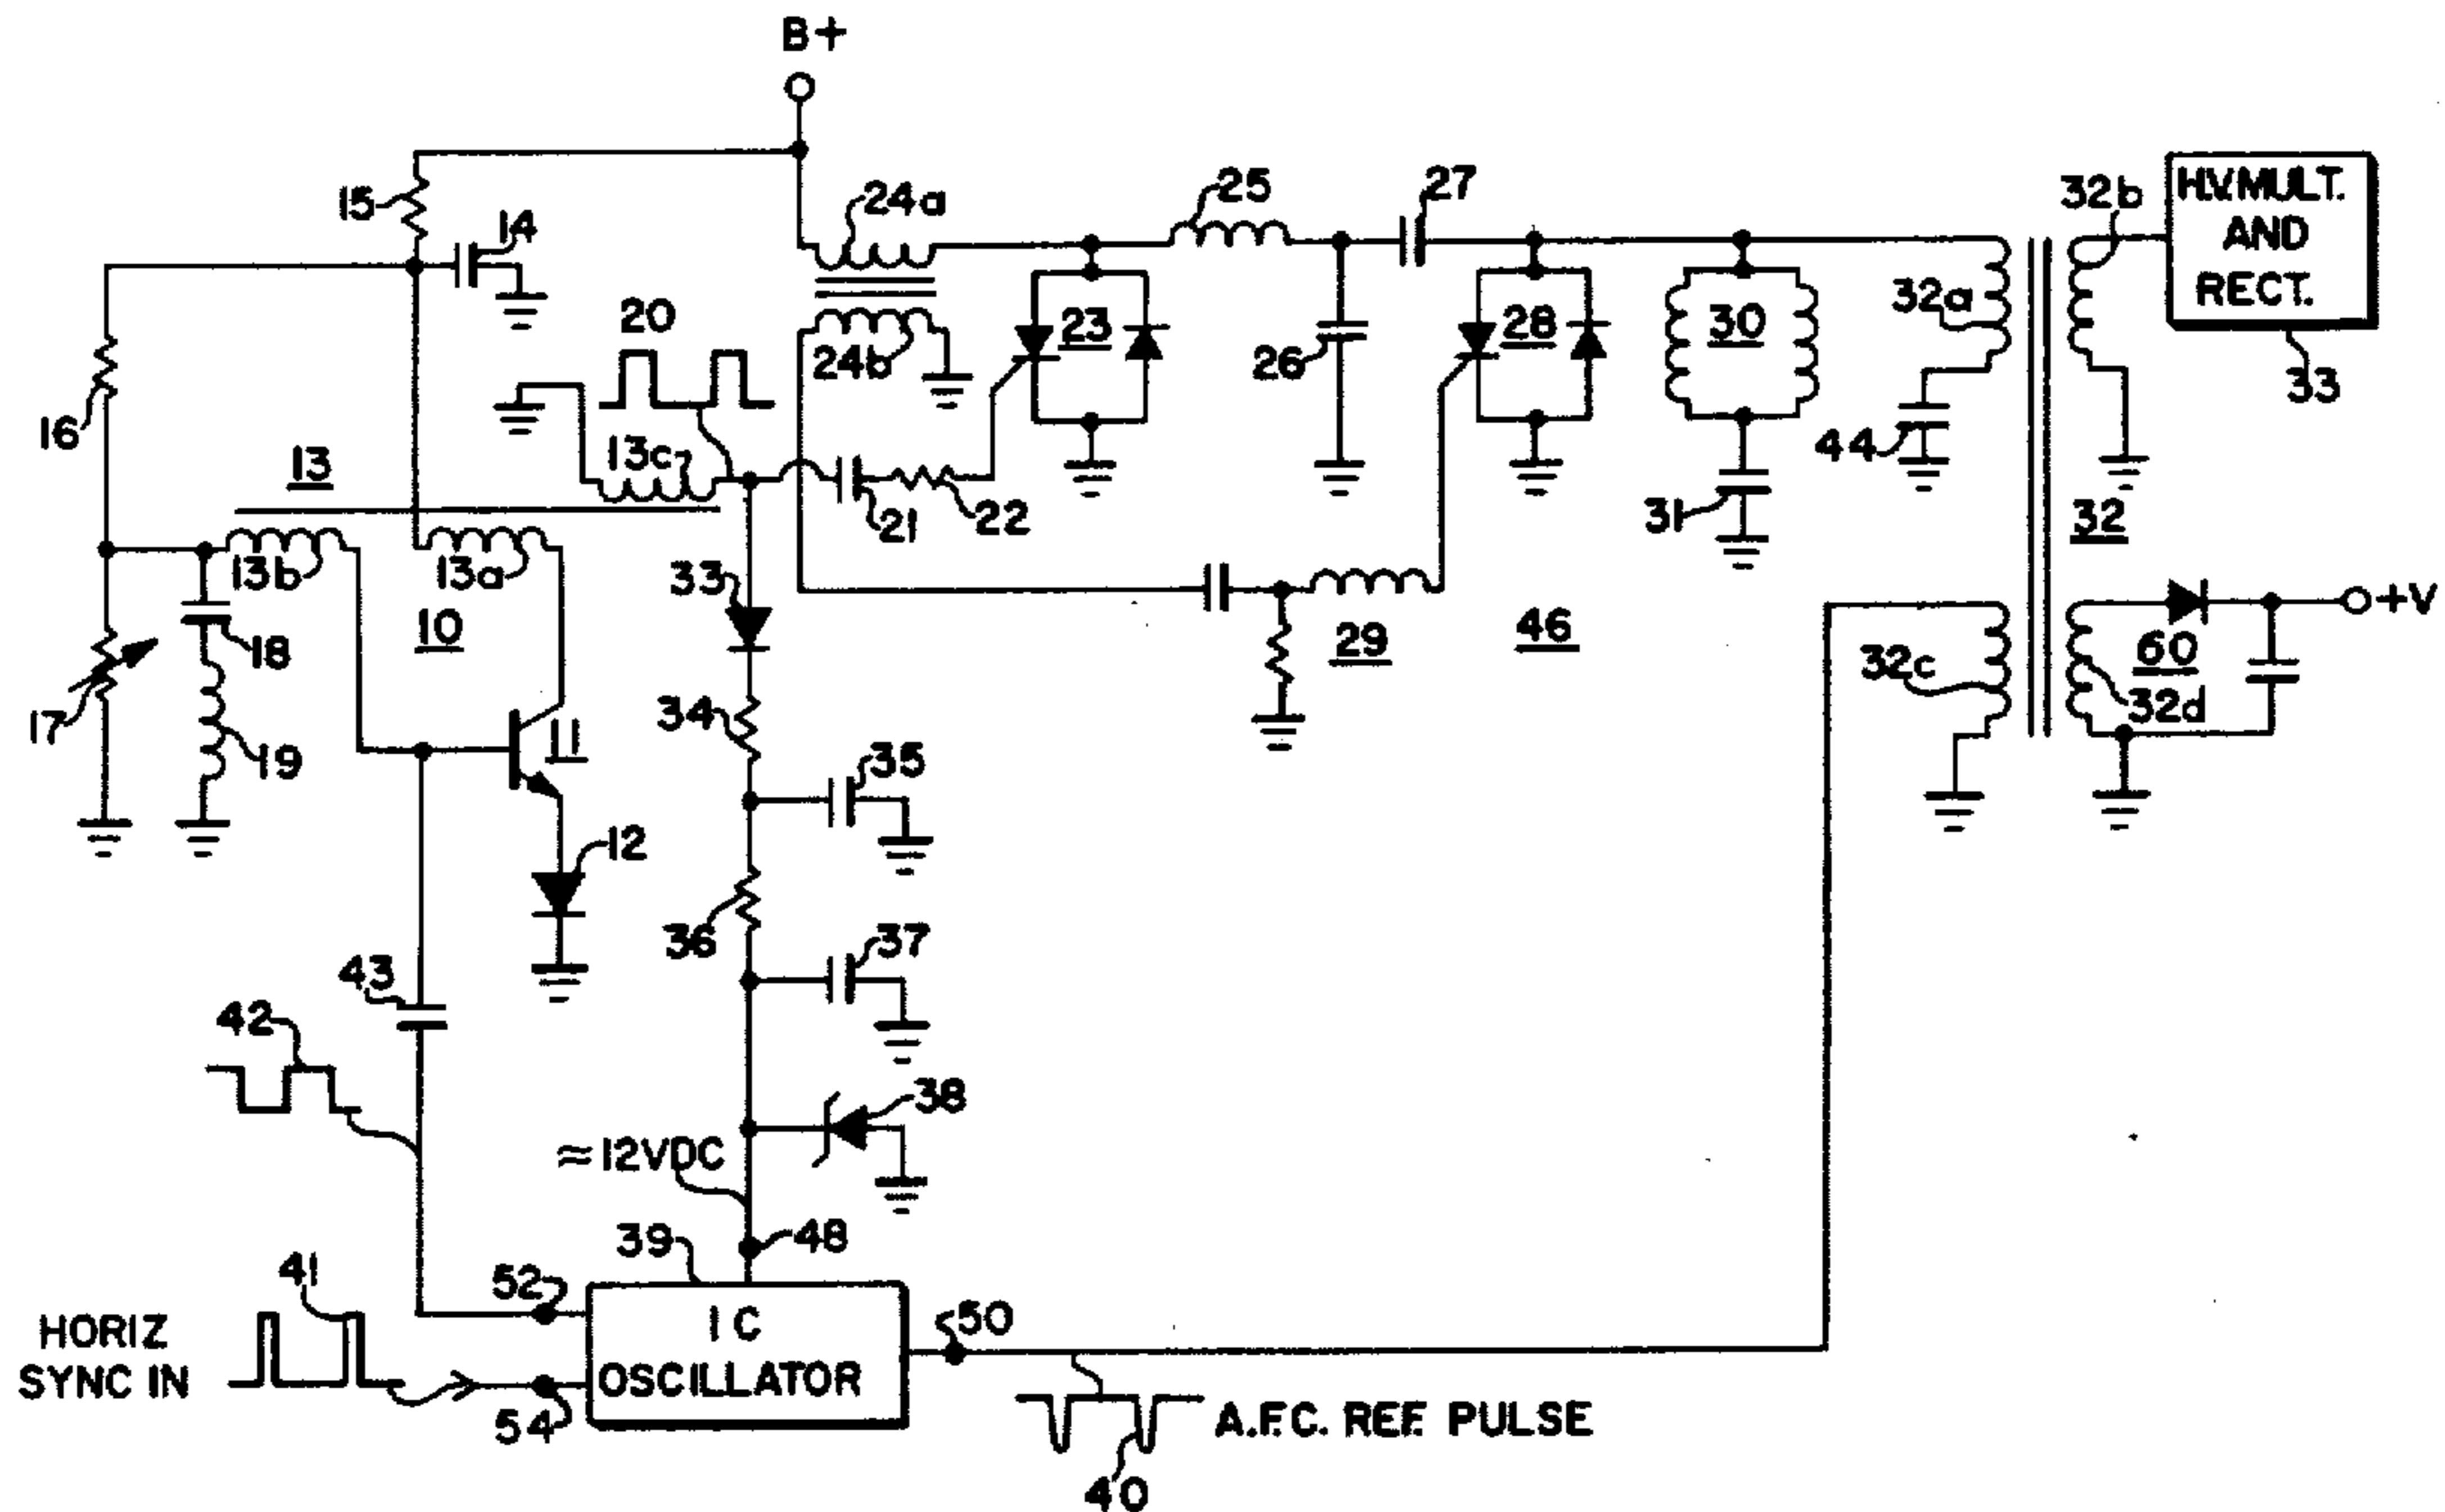 B+
15
14
24a
25
27
32b
H.V.MULT.
AND
RECT.
33
16
20
24b
23
26
28
30
32a
44
13
13c
21
22
31
32
13b
13a
10
18
33
29
46
+V
60
32c
32d
17
19
11
34
35
12
36
37
43
42
38
≈12VDC
48
39
41
52
50
HORIZ
SYNC IN
IC
OSCILLATOR
54
A.F.C. REF. PULSE
40